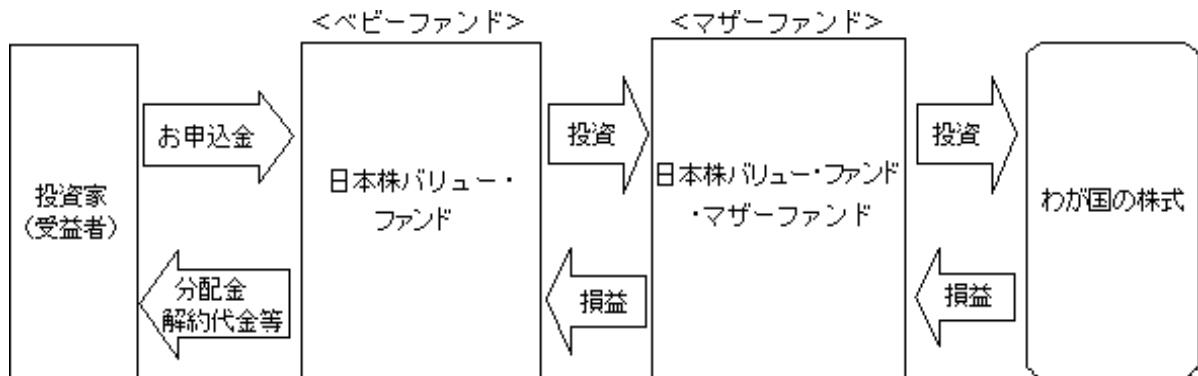 <ベビーファンド>
<マザーファンド>
投資家
(受益者)
お申込金
分配金
解約代金等
日本株バリュー・
ファンド
投資
損益
日本株バリュー・ファンド
・マザーファンド
投資
損益
わが国の株式